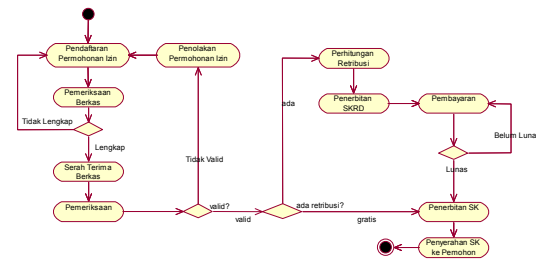 Pendaftaran
Permohonan Izin
Penolakan
Permohonan Izin
Pemeriksaan
Berkas
Tidak Lengkap
Lengkap
Serah Terima
Berkas
Pemeriksaan
Tidak Valid
valid?
valid
ada
ada retribusi?
gratis
Perhitungan
Retribusi
Penerbitan
SKRD
Pembayaran
Belum Luna
Lunas
Penerbitan SK
Penyerahan SK
ke Pemohon